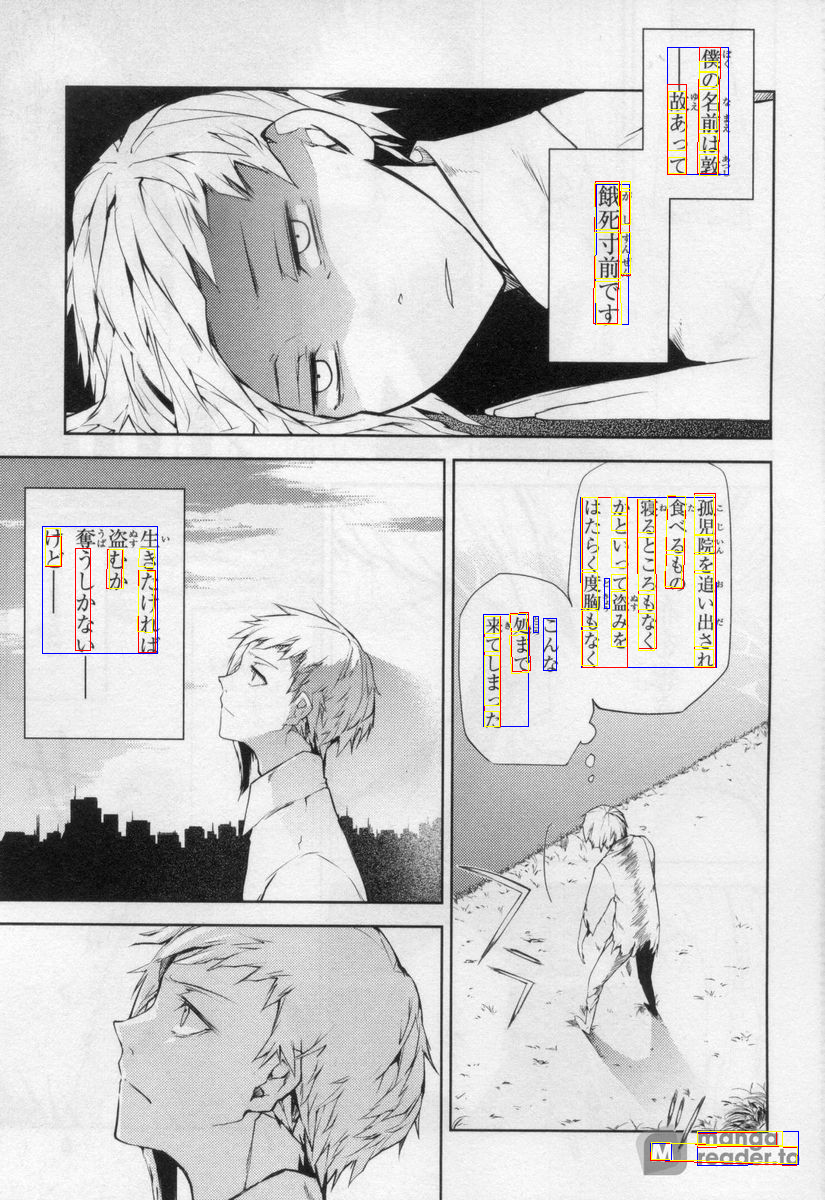 僕の名前は敦
――故あって
餓死寸前です
孤児院を追い出され
食べるもの
寝るところもなく
かといって盗みを
はたらく度胸もなく
こんな
処まで
来てしまった
生きたければ
盗むか
奪うしかない――
けど――
manga
M reader.to